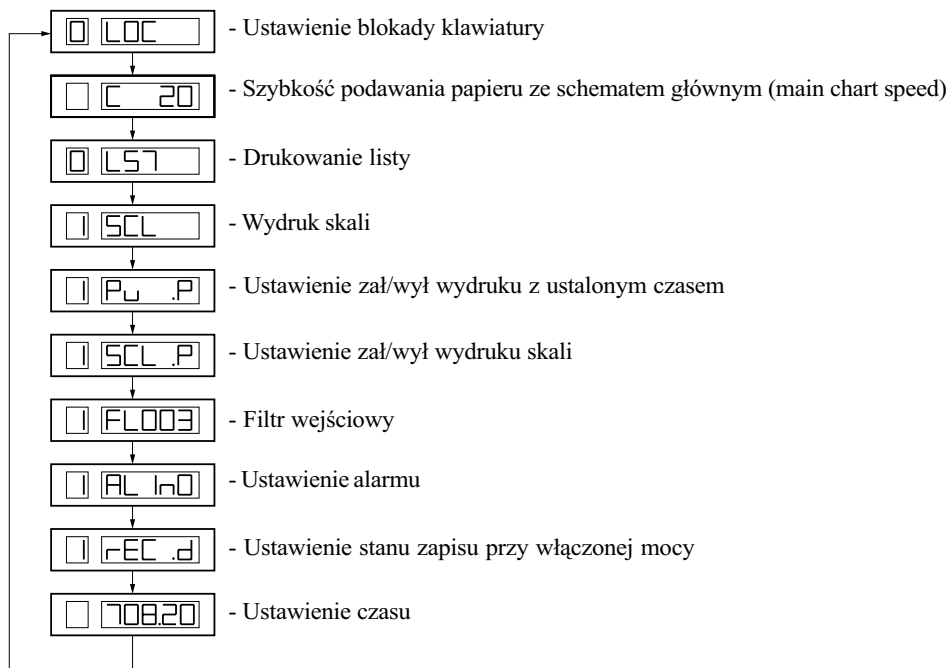 0 LOC - Ustawienie blokady klawiatury
C 20 - Szybkość podawania papieru ze schematem głównym (main chart speed)
0 LST - Drukowanie listy
1 SCL - Wydruk skali
1 Pu .P - Ustawienie zał/wył wydruku z ustalonym czasem
1 SCL .P - Ustawienie zał/wył wydruku skali
1 FL003 - Filtr wejściowy
1 AL InO - Ustawienie alarmu
1 rEC .d - Ustawienie stanu zapisu przy włączonej mocy
708.20 - Ustawienie czasu